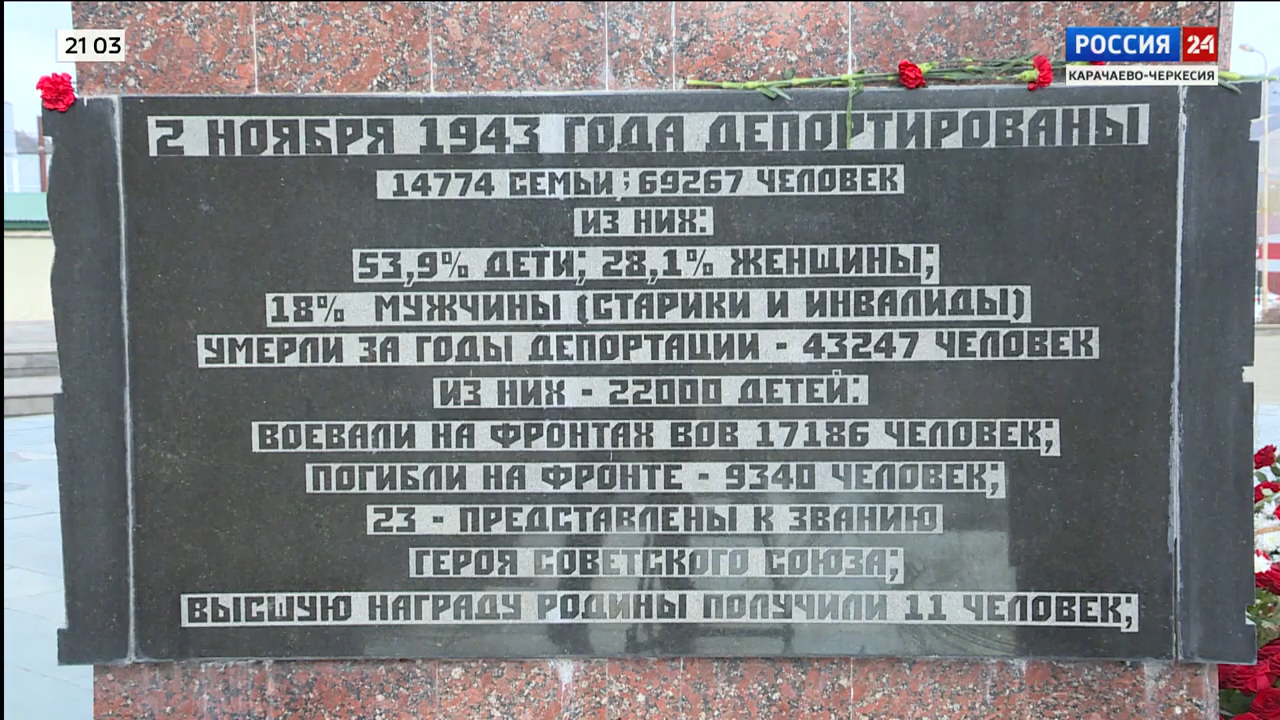 21 03
РОССИЯ 24
КАРАЧАЕВО-ЧЕРКЕСИЯ
2 НОЯБРЯ 1943 ГОДА ДЕПОРТИРОВАНЫ
14774 СЕМЬИ ; 69267 ЧЕЛОВЕК
ИЗ НИХ:
53,9% ДЕТИ; 28,1% ЖЕНЩИНЫ;
18% МУЖЧИНЫ (СТАРИКИ И ИНВАЛИДЫ)
УМЕРЛИ ЗА ГОДЫ ДЕПОРТАЦИИ - 43247 ЧЕЛОВЕК
ИЗ НИХ - 22000 ДЕТЕЙ:
ВОЕВАЛИ НА ФРОНТАХ ВОВ 17186 ЧЕЛОВЕК;
ПОГИБЛИ НА ФРОНТЕ - 9340 ЧЕЛОВЕК;
23 - ПРЕДСТАВЛЕНЫ К ЗВАНИЮ
ГЕРОЯ СОВЕТСКОГО СОЮЗА;
ВЫСШУЮ НАГРАДУ РОДИНЫ ПОЛУЧИЛИ 11 ЧЕЛОВЕК;